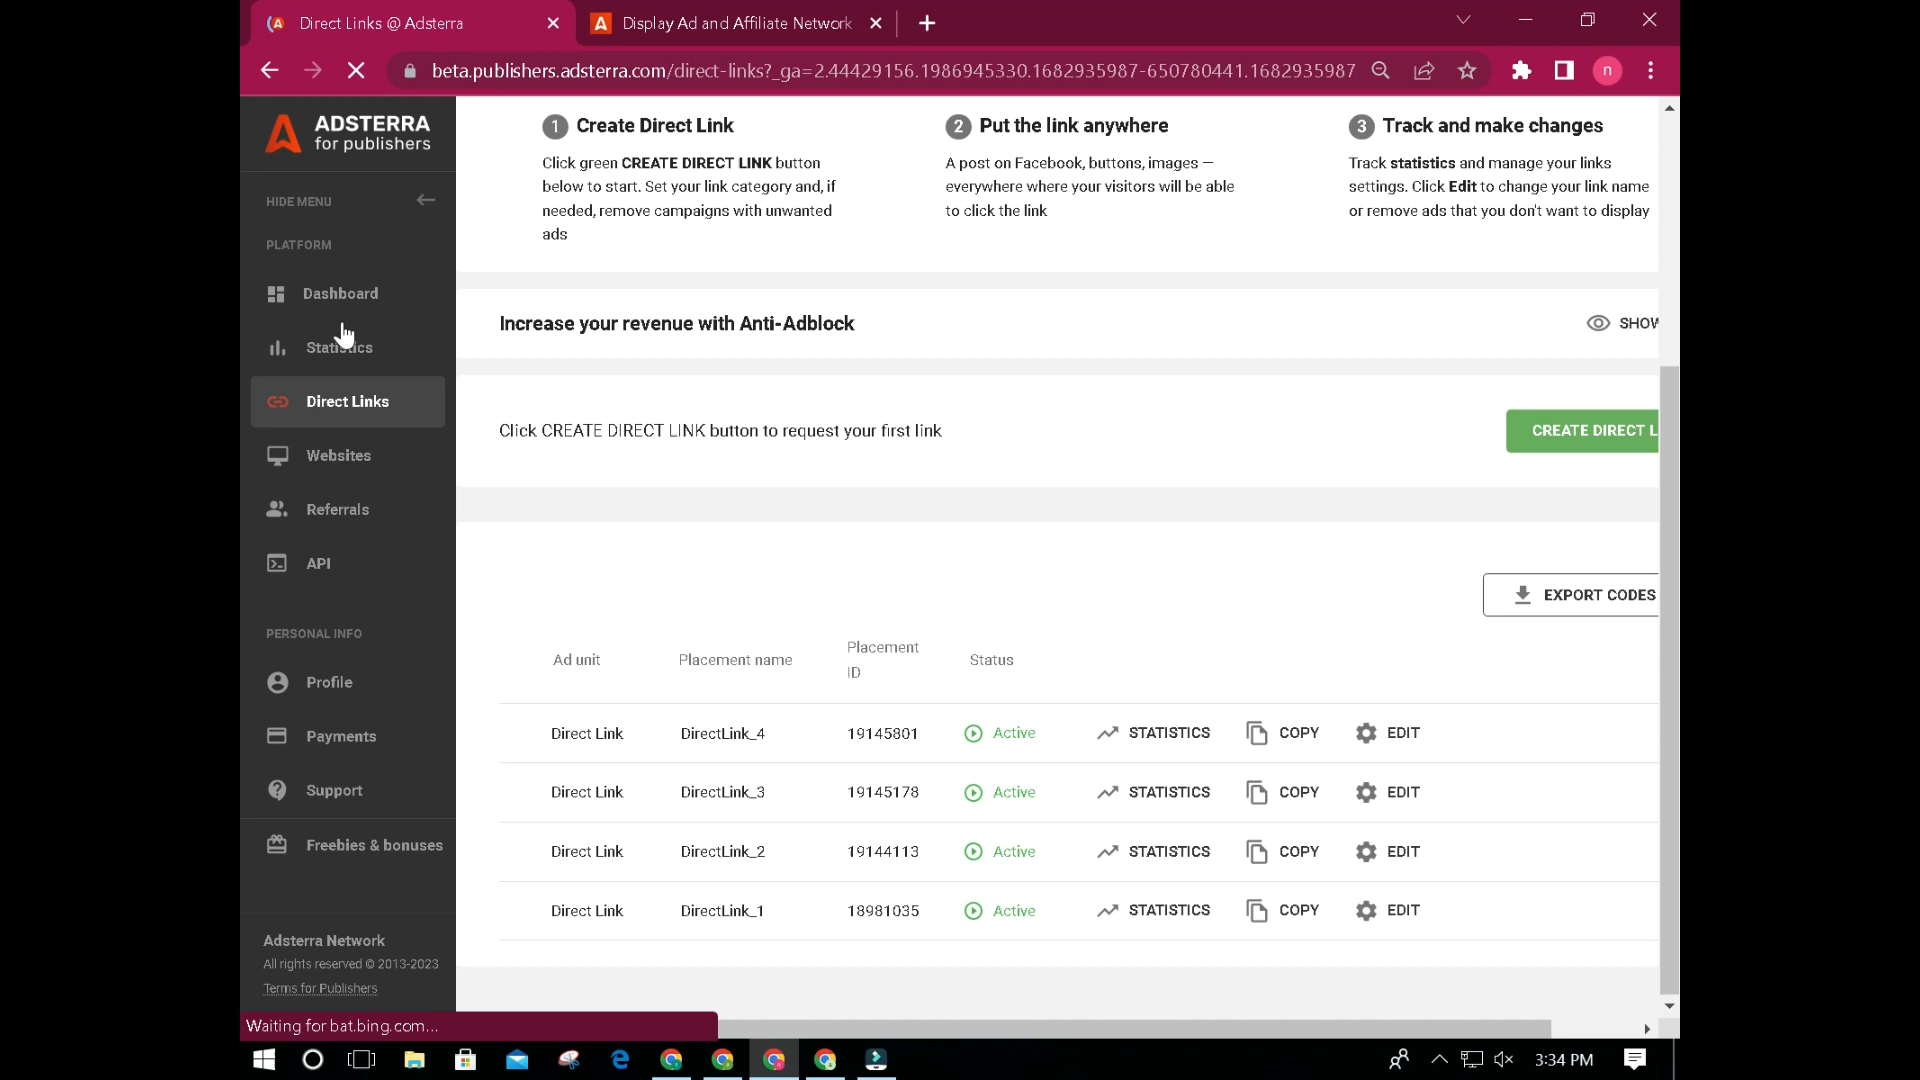 Direct Links @ Adsterra
Display Ad and Affiliate Network
beta.publishers.adsterra.com/direct-links?_ga=2.44429156.1986945330.1682935987-650780441.1682935987
n
ADSTERRA
for publishers
HIDE MENU
PLATFORM
Dashboard
Statistics
Direct Links
Websites
Referrals
API
PERSONAL INFO
Profile
Payments
Support
Freebies & bonuses
Adsterra Network
All rights reserved © 2013-2023
Terms for Publishers
1 Create Direct Link
Click green CREATE DIRECT LINK button
below to start. Set your link category and, if
needed, remove campaigns with unwanted
ads
2 Put the link anywhere
A post on Facebook, buttons, images —
everywhere where your visitors will be able
to click the link
3 Track and make changes
Track statistics and manage your links
settings. Click Edit to change your link name
or remove ads that you don't want to display
Increase your revenue with Anti-Adblock
SHOW
Click CREATE DIRECT LINK button to request your first link
CREATE DIRECT L
EXPORT CODES
Ad unit Placement name Placement ID Status
Direct Link DirectLink_4 19145801 Active STATISTICS COPY EDIT
Direct Link DirectLink_3 19145178 Active STATISTICS COPY EDIT
Direct Link DirectLink_2 19144113 Active STATISTICS COPY EDIT
Direct Link DirectLink_1 18981035 Active STATISTICS COPY EDIT
Waiting for bat.bing.com...
3:34 PM